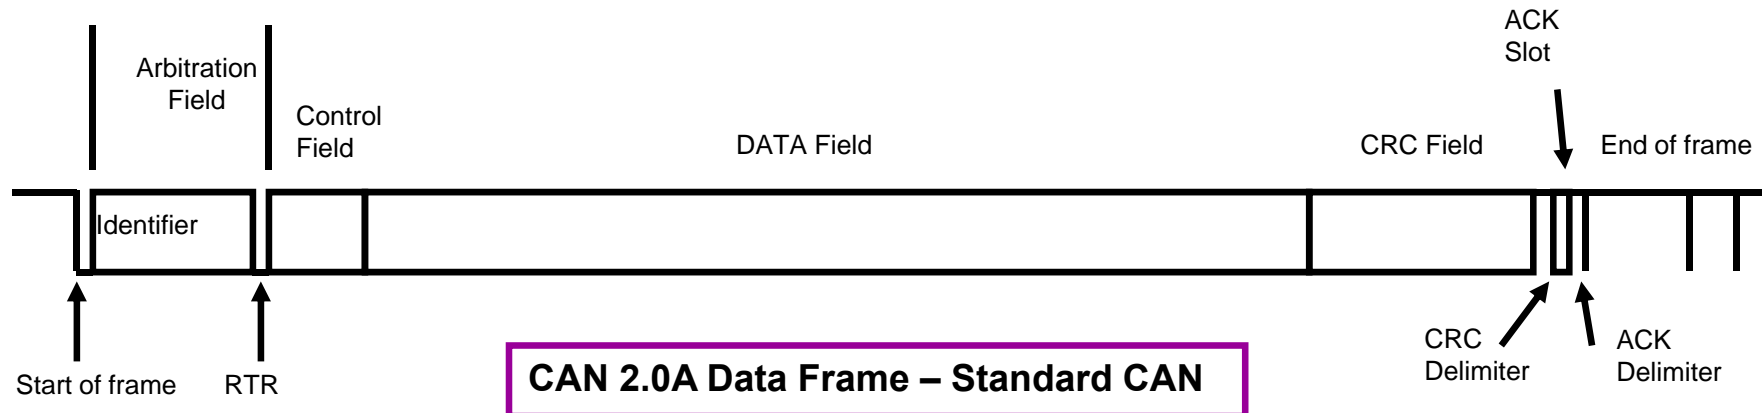 ACK
Slot
Arbitration
Field
Control
Field
DATA Field
CRC Field
End of frame
Identifier
Start of frame
RTR
CRC
Delimiter
ACK
Delimiter
CAN 2.0A Data Frame – Standard CAN